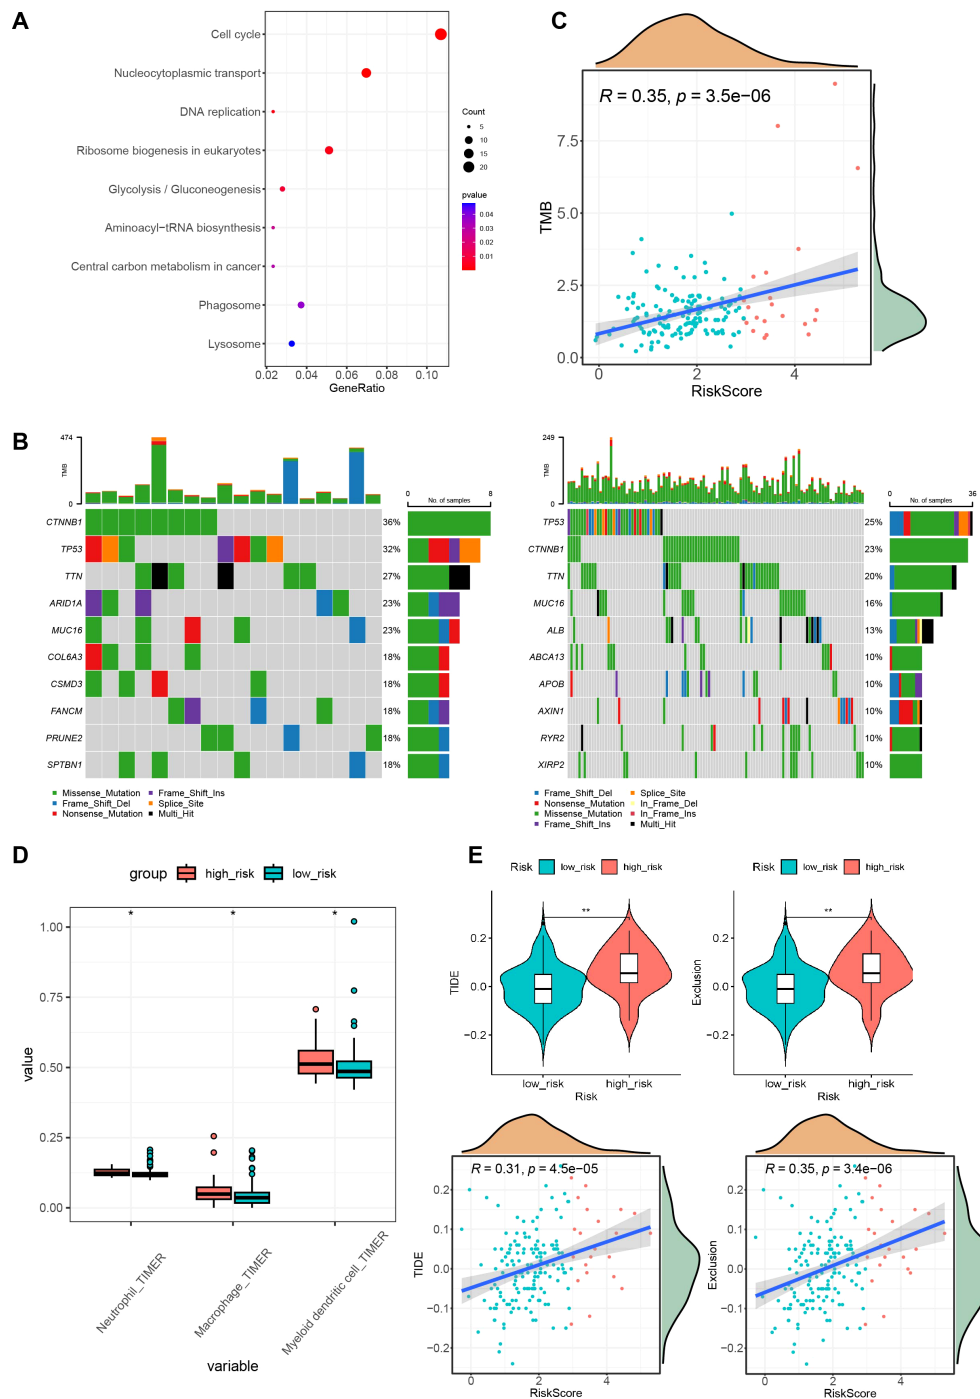 A
Cell cycle
Nucleocytoplasmic transport
DNA replication
Ribosome biogenesis in eukaryotes
Glycolysis / Gluconeogenesis
Aminoacyl−tRNA biosynthesis
Central carbon metabolism in cancer
Phagosome
Lysosome
0.02 0.04 0.06 0.08 0.10
GeneRatio
Count
5
10
15
20
pvalue
0.04
0.03
0.02
0.01
C
R = 0.35, p = 3.5e−06
TMB
7.5
5.0
2.5
0.0
0 2 4
RiskScore
B
474
TMB
0
0 8
No. of samples
CTNNB1 36%
TP53 32%
TTN 27%
ARID1A 23%
MUC16 23%
COL6A3 18%
CSMD3 18%
FANCM 18%
PRUNE2 18%
SPTBN1 18%
Missense_Mutation Frame_Shift_Ins
Frame_Shift_Del Splice_Site
Nonsense_Mutation Multi_Hit
249
TMB
0
0 36
No. of samples
TP53 25%
CTNNB1 23%
TTN 20%
MUC16 16%
ALB 13%
ABCA13 10%
APOB 10%
AXIN1 10%
RYR2 10%
XIRP2 10%
Frame_Shift_Del Splice_Site
Nonsense_Mutation In_Frame_Del
Missense_Mutation In_Frame_Ins
Frame_Shift_Ins Multi_Hit
D
group high_risk low_risk
* * *
value
1.00
0.75
0.50
0.25
0.00
Neutrophil_TIMER
Macrophage_TIMER
Myeloid dendritic cell_TIMER
variable
E
Risk low_risk high_risk
**
TIDE
0.2
0.0
−0.2
low_risk high_risk
Risk
Risk low_risk high_risk
**
Exclusion
0.2
0.0
−0.2
low_risk high_risk
Risk
R = 0.31, p = 4.5e−05
TIDE
0.2
0.1
0.0
−0.1
−0.2
0 2 4
RiskScore
R = 0.35, p = 3.4e−06
Exclusion
0.2
0.1
0.0
−0.1
−0.2
0 2 4
RiskScore